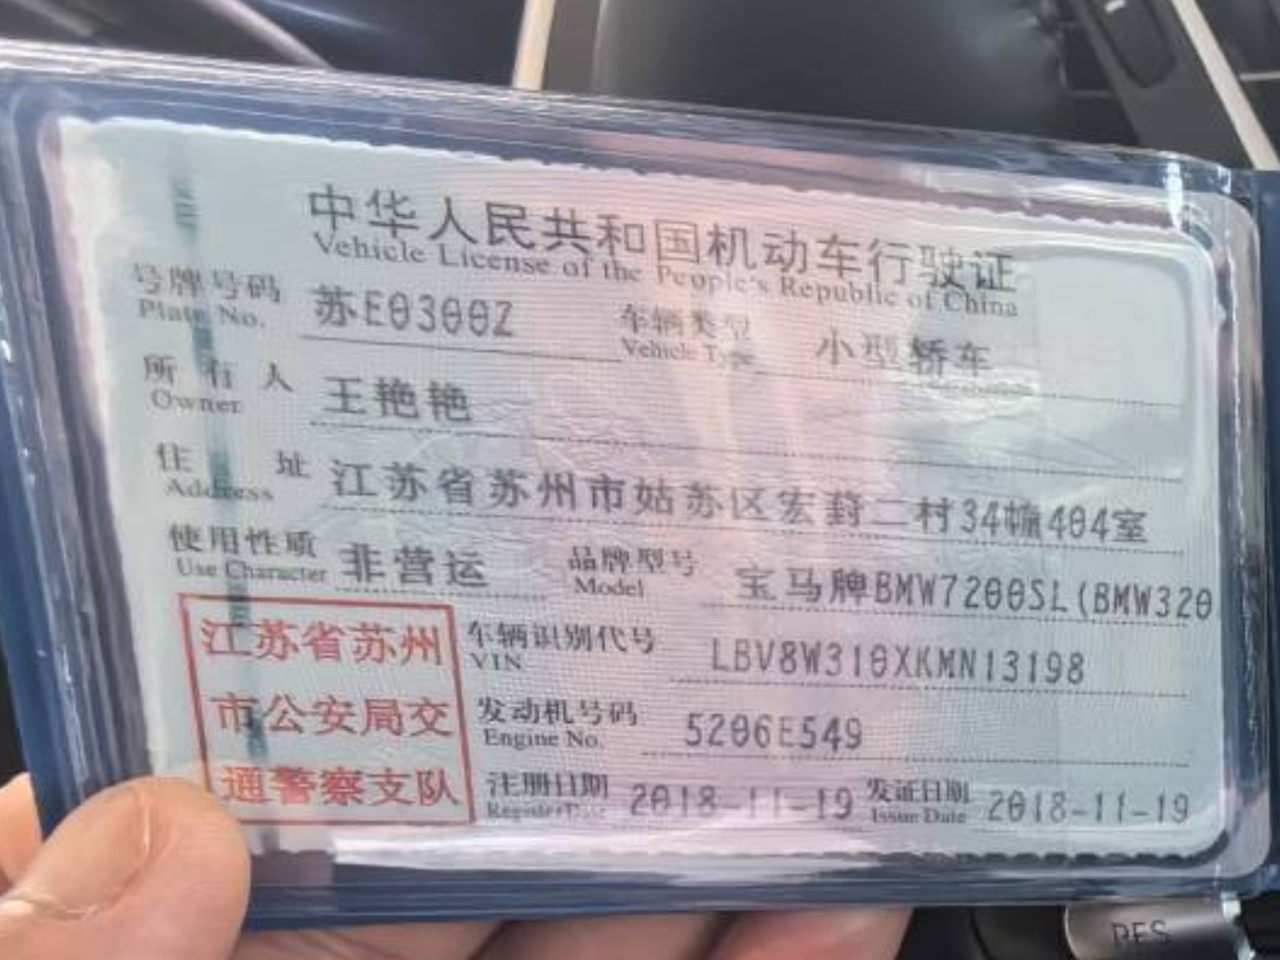 中华人民共和国机动车行驶证
Vehicle License of the People's Republic of China
号牌号码 苏E0300Z 车辆类型 小型轿车
Plate No. Vehicle Type
所有人 王艳艳
Owner
住址 江苏省苏州市姑苏区宏葑二村34幢404室
Address
使用性质 非营运 品牌型号 宝马牌BMW7200SL(BMW320
Use Character Model
江苏省苏州 车辆识别代号 LBV8W310XKMN13198
VIN
市公安局交 发动机号码 5206E549
Engine No.
通警察支队 注册日期 2018-11-19 发证日期 2018-11-19
Register Date Issue Date
RES